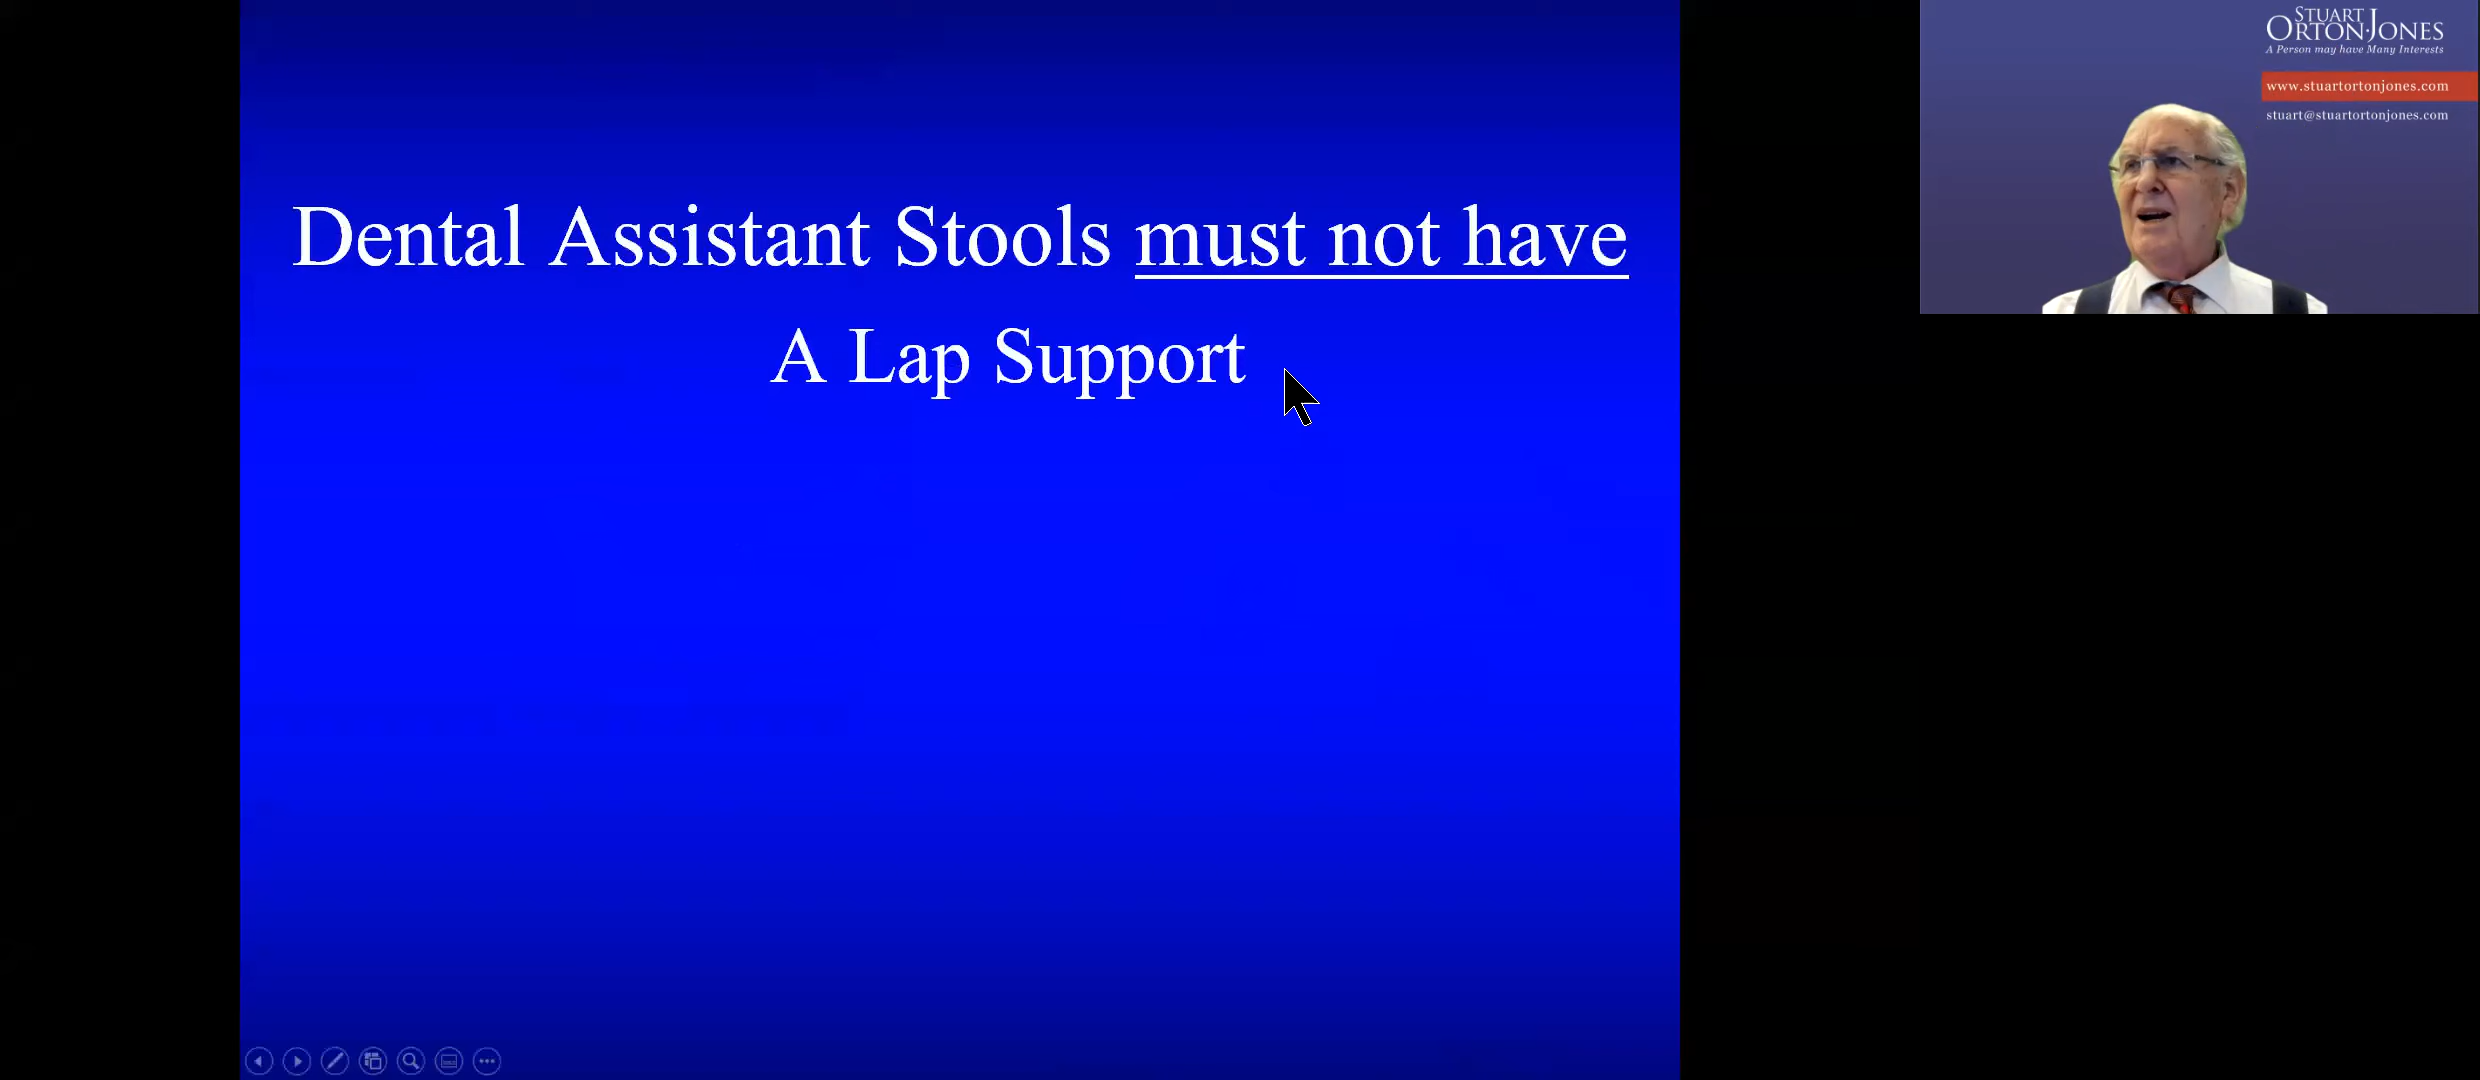 Dental Assistant Stools must not have
A Lap Support
STUART
ORTON-JONES
A Person may have Many Interests
www.stuartortonjones.com
stuart@stuartortonjones.com